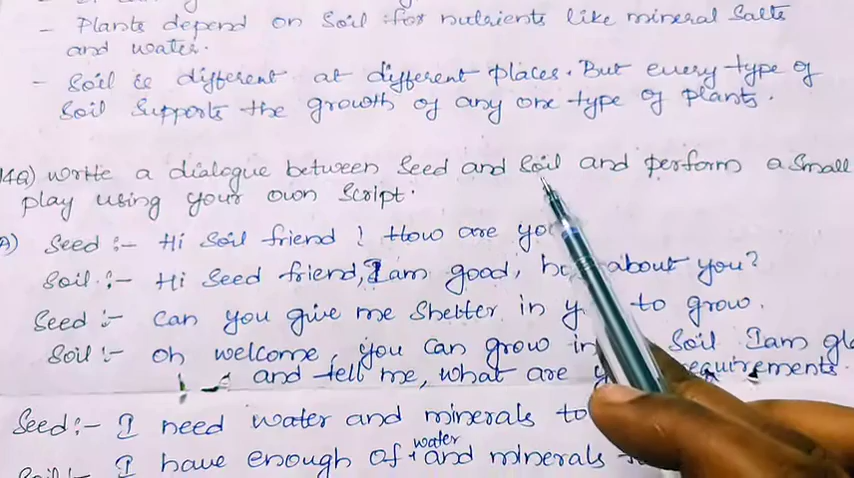 - Plants depend on Soil for nutrients like mineral Salts
and water.
- Soil is different at different places. But every type of
Soil Supports the growth of any one type of plants.
14Q) Write a dialogue between Seed and Soil and perform a Small
play using your own Script.
A) Seed :- Hi Soil friend ! How are you
Soil :- Hi Seed friend, I am good, about you?
Seed :- Can you give me Shelter in to grow.
Soil :- Oh welcome, you can grow in Soil I am
and tell me, what are requirements.
Seed :- I need water and minerals to
Soil :- I have enough of water and minerals